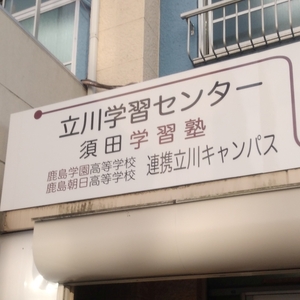 立川学習センター
須田学習塾
鹿島学園高等学校
鹿島朝日高等学校
連携立川キャンパス